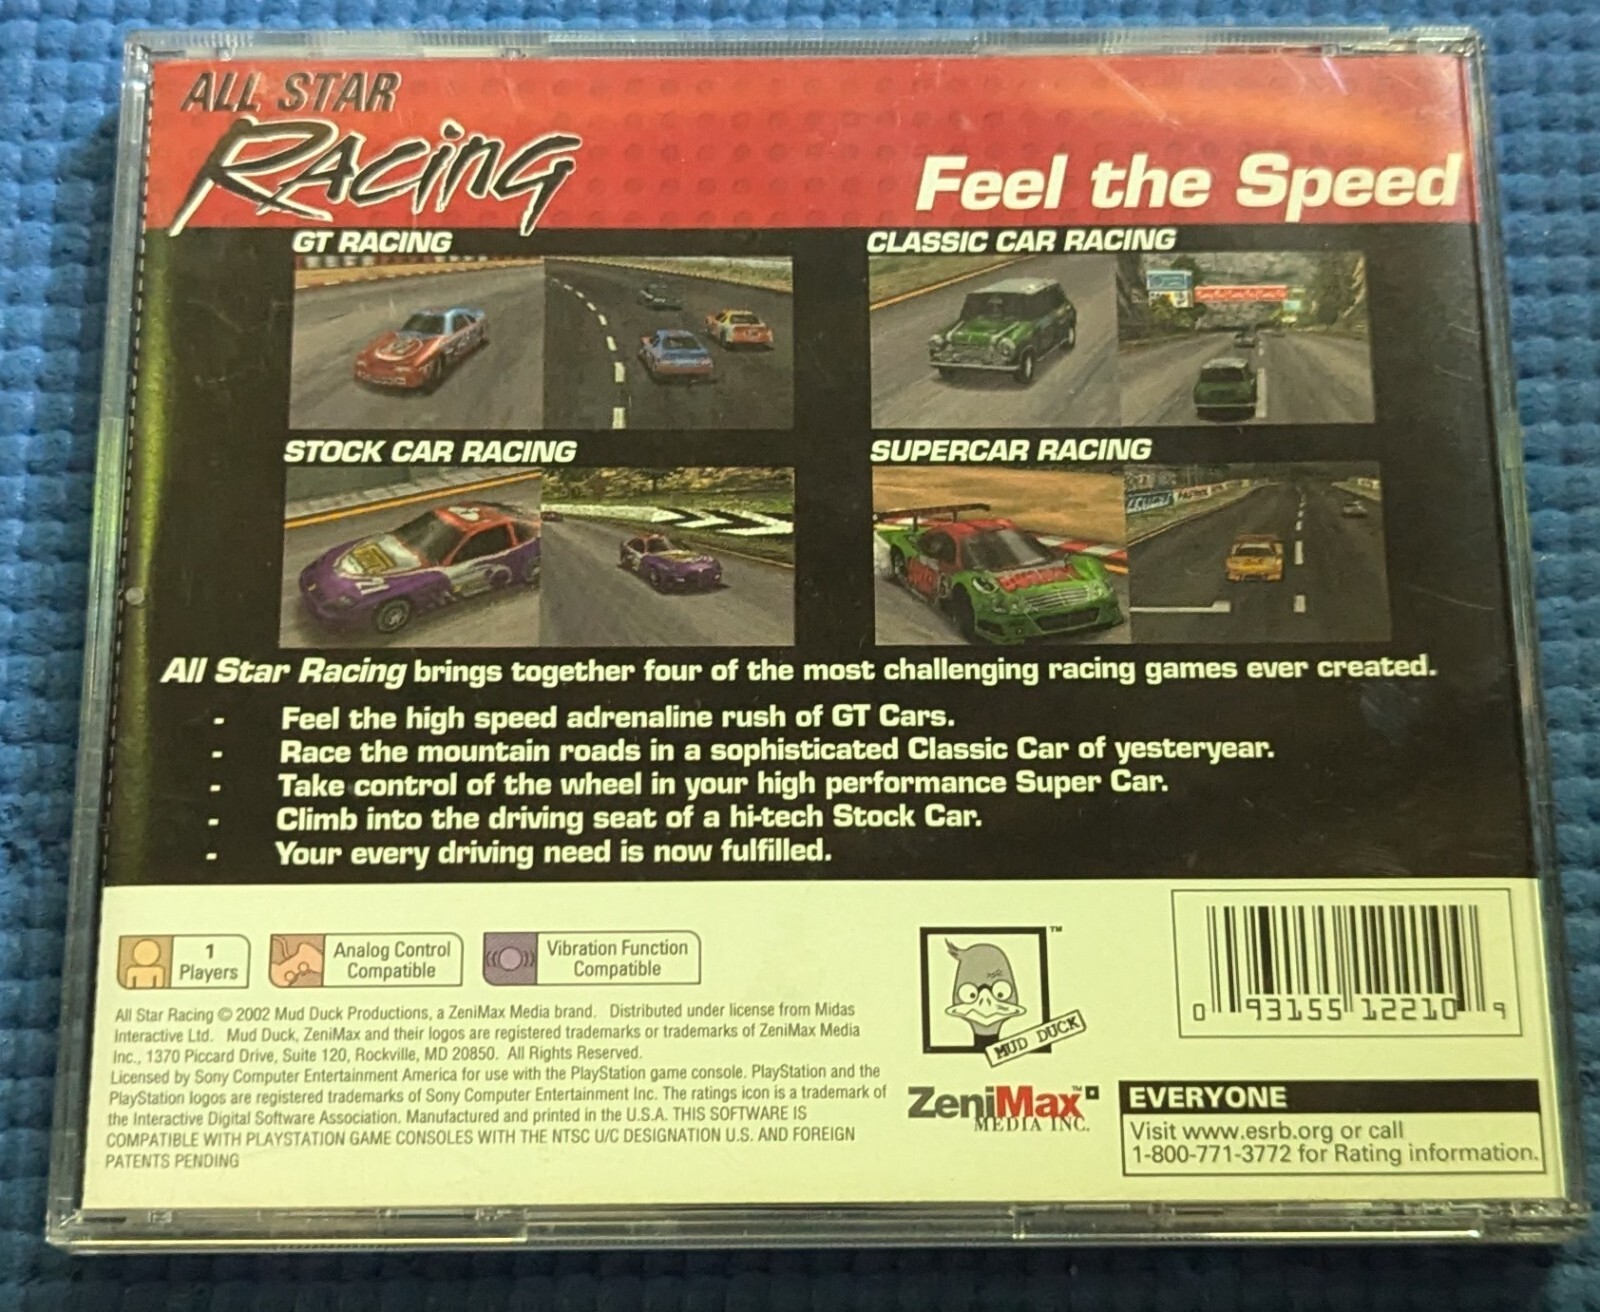 ALL STAR
RACING
Feel the Speed
GT RACING
CLASSIC CAR RACING
STOCK CAR RACING
SUPERCAR RACING
All Star Racing brings together four of the most challenging racing games ever created.
- Feel the high speed adrenaline rush of GT Cars.
- Race the mountain roads in a sophisticated Classic Car of yesteryear.
- Take control of the wheel in your high performance Super Car.
- Climb into the driving seat of a hi-tech Stock Car.
- Your every driving need is now fulfilled.
1
Players
Analog Control
Compatible
Vibration Function
Compatible
All Star Racing © 2002 Mud Duck Productions, a ZeniMax Media brand. Distributed under license from Midas
Interactive Ltd. Mud Duck, ZeniMax and their logos are registered trademarks or trademarks of ZeniMax Media
Inc., 1370 Piccard Drive, Suite 120, Rockville, MD 20850. All Rights Reserved.
Licensed by Sony Computer Entertainment America for use with the PlayStation game console. PlayStation and the
PlayStation logos are registered trademarks of Sony Computer Entertainment Inc. The ratings icon is a trademark of
the Interactive Digital Software Association. Manufactured and printed in the U.S.A. THIS SOFTWARE IS
COMPATIBLE WITH PLAYSTATION GAME CONSOLES WITH THE NTSC U/C DESIGNATION U.S. AND FOREIGN
PATENTS PENDING
TM
MUD DUCK
ZeniMax TM
MEDIA INC.
0 93155 12210 9
EVERYONE
Visit www.esrb.org or call
1-800-771-3772 for Rating information.